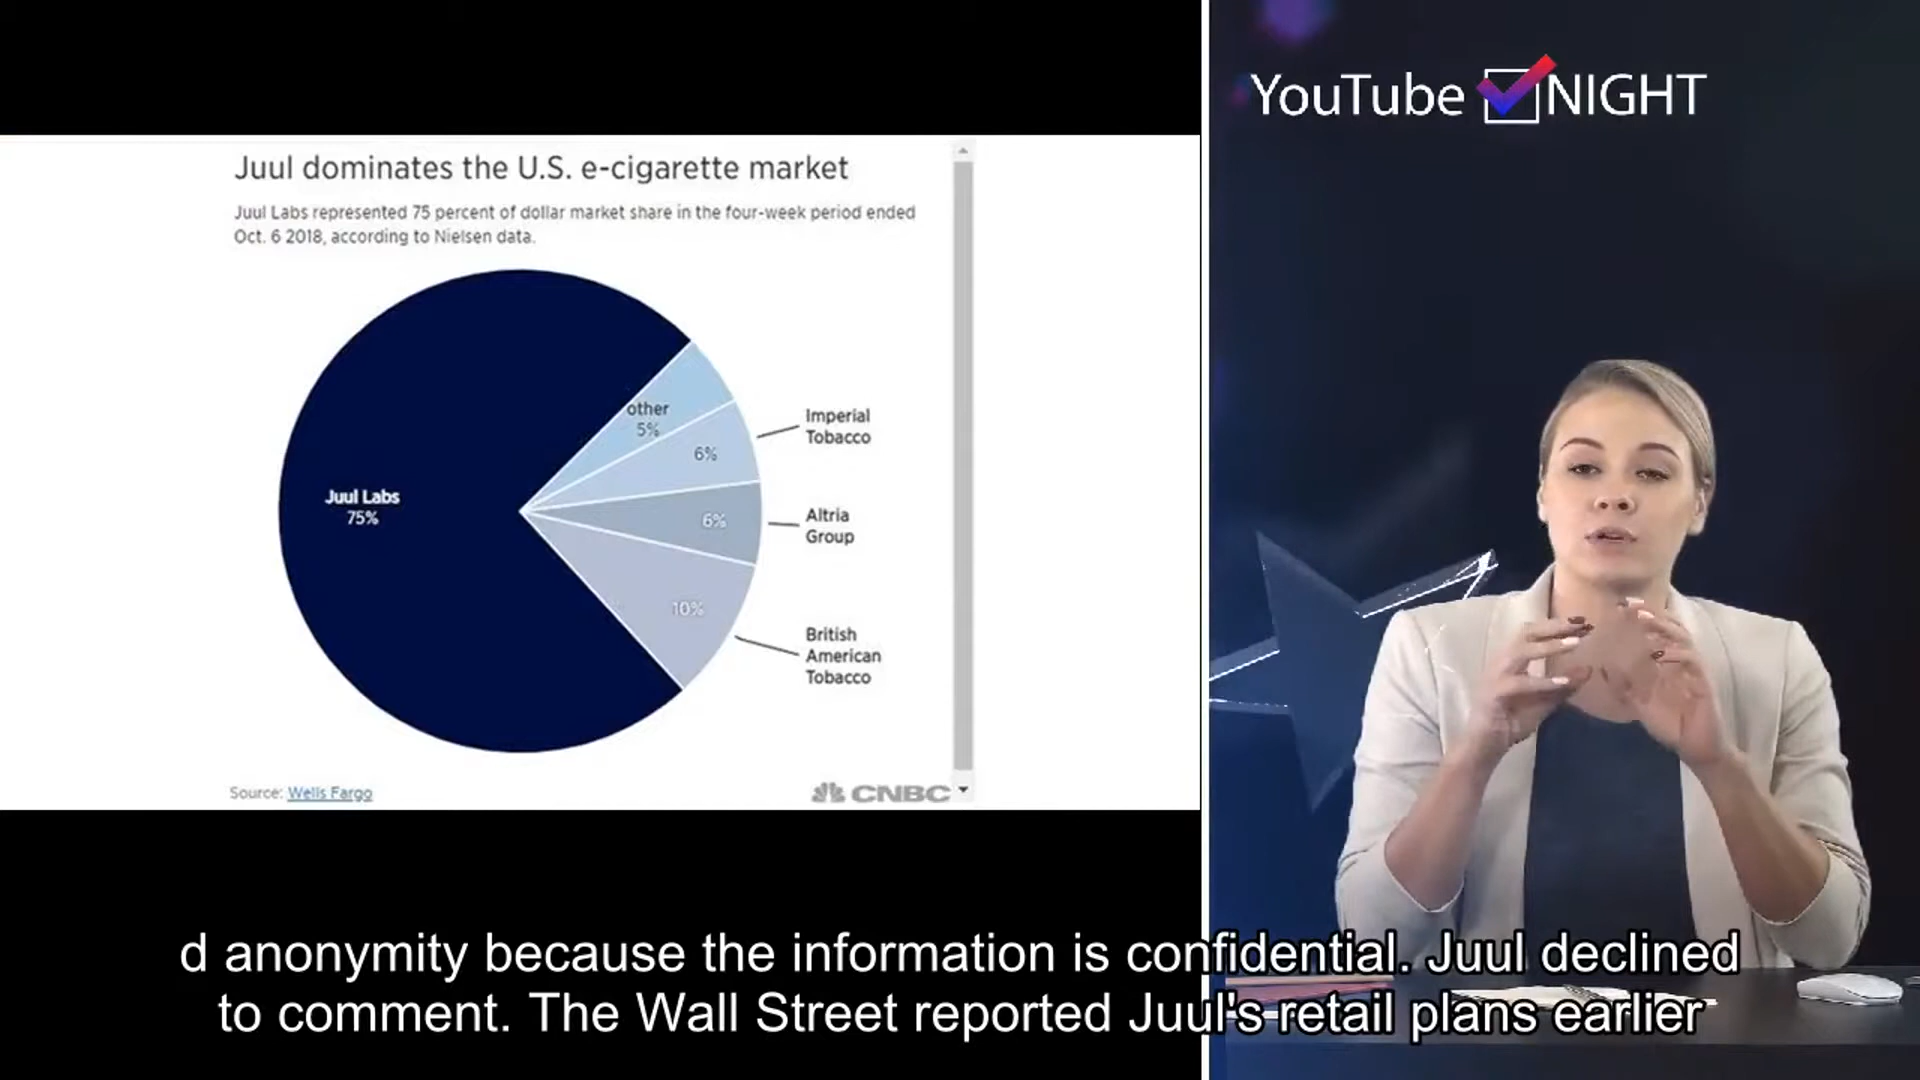 YouTube NIGHT
Juul dominates the U.S. e-cigarette market
Juul Labs represented 75 percent of dollar market share in the four-week period ended
Oct. 6 2018, according to Nielsen data.
other
5%
Imperial
Tobacco
6%
Juul Labs
75%
Altria
Group
6%
10%
British
American
Tobacco
Source: Wells Fargo
CNBC
d anonymity because the information is confidential. Juul declined
to comment. The Wall Street reported Juul's retail plans earlier